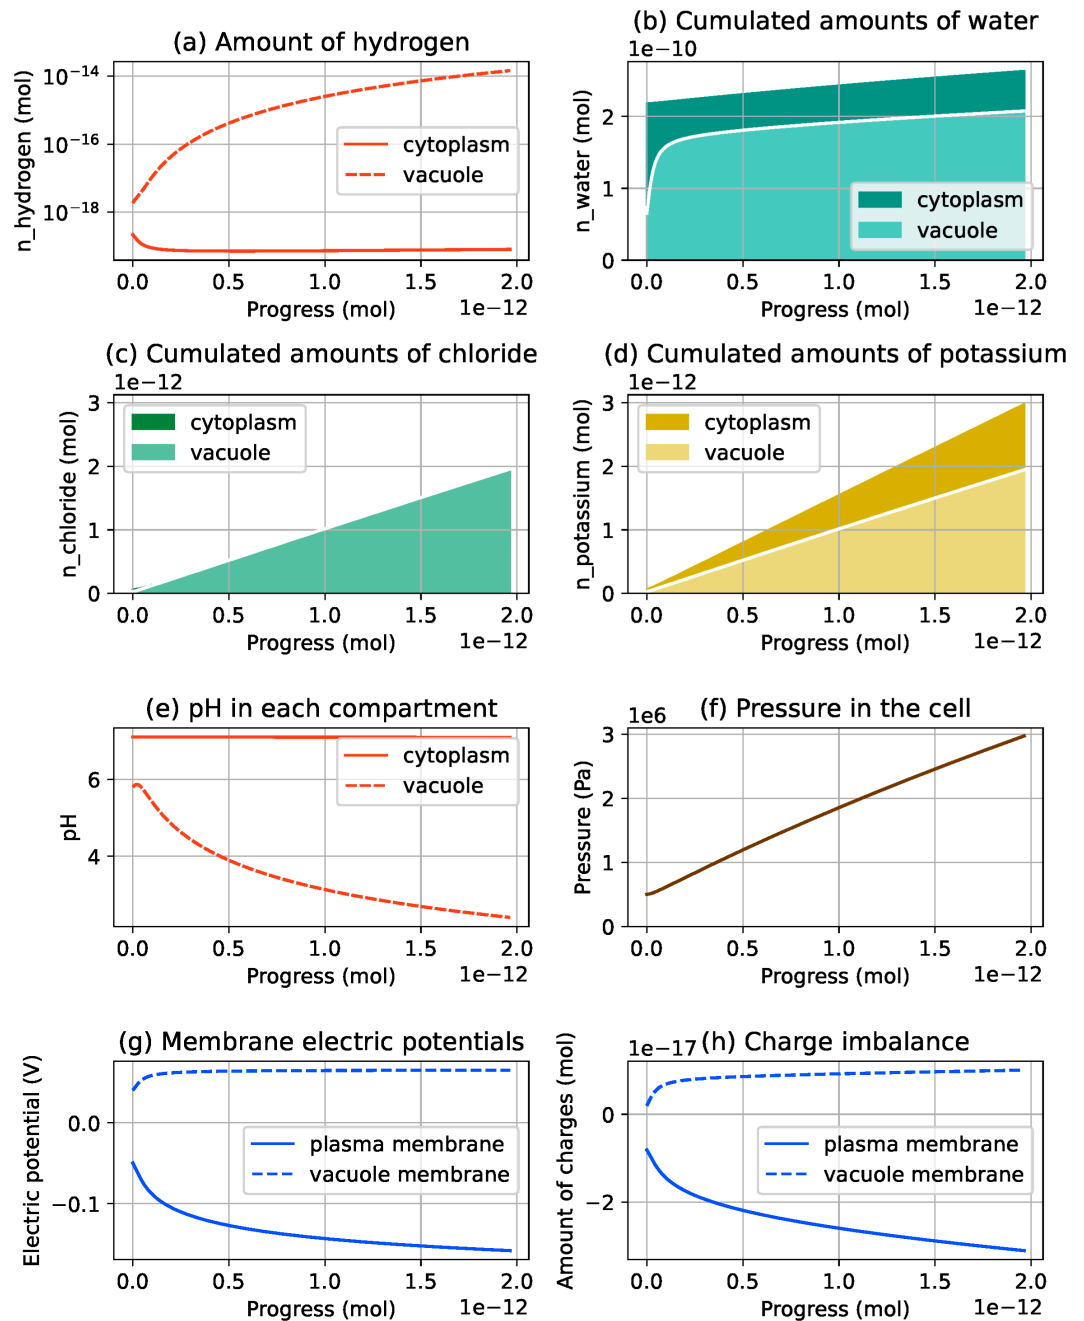 (a) Amount of hydrogen
n_hydrogen (mol)
10−14
10−16
10−18
cytoplasm
vacuole
0.0 0.5 1.0 1.5 2.0
Progress (mol) 1e−12
(b) Cumulated amounts of water
1e−10
n_water (mol)
2
1
0
cytoplasm
vacuole
0.0 0.5 1.0 1.5 2.0
Progress (mol) 1e−12
(c) Cumulated amounts of chloride
1e−12
n_chloride (mol)
3
2
1
0
cytoplasm
vacuole
0.0 0.5 1.0 1.5 2.0
Progress (mol) 1e−12
(d) Cumulated amounts of potassium
1e−12
n_potassium (mol)
3
2
1
0
cytoplasm
vacuole
0.0 0.5 1.0 1.5 2.0
Progress (mol) 1e−12
(e) pH in each compartment
pH
6
4
cytoplasm
vacuole
0.0 0.5 1.0 1.5 2.0
Progress (mol) 1e−12
(f) Pressure in the cell
1e6
Pressure (Pa)
3
2
1
0
0.0 0.5 1.0 1.5 2.0
Progress (mol) 1e−12
(g) Membrane electric potentials
Electric potential (V)
0.0
−0.1
plasma membrane
vacuole membrane
0.0 0.5 1.0 1.5 2.0
Progress (mol) 1e−12
(h) Charge imbalance
1e−17
Amount of charges (mol)
0
−2
plasma membrane
vacuole membrane
0.0 0.5 1.0 1.5 2.0
Progress (mol) 1e−12